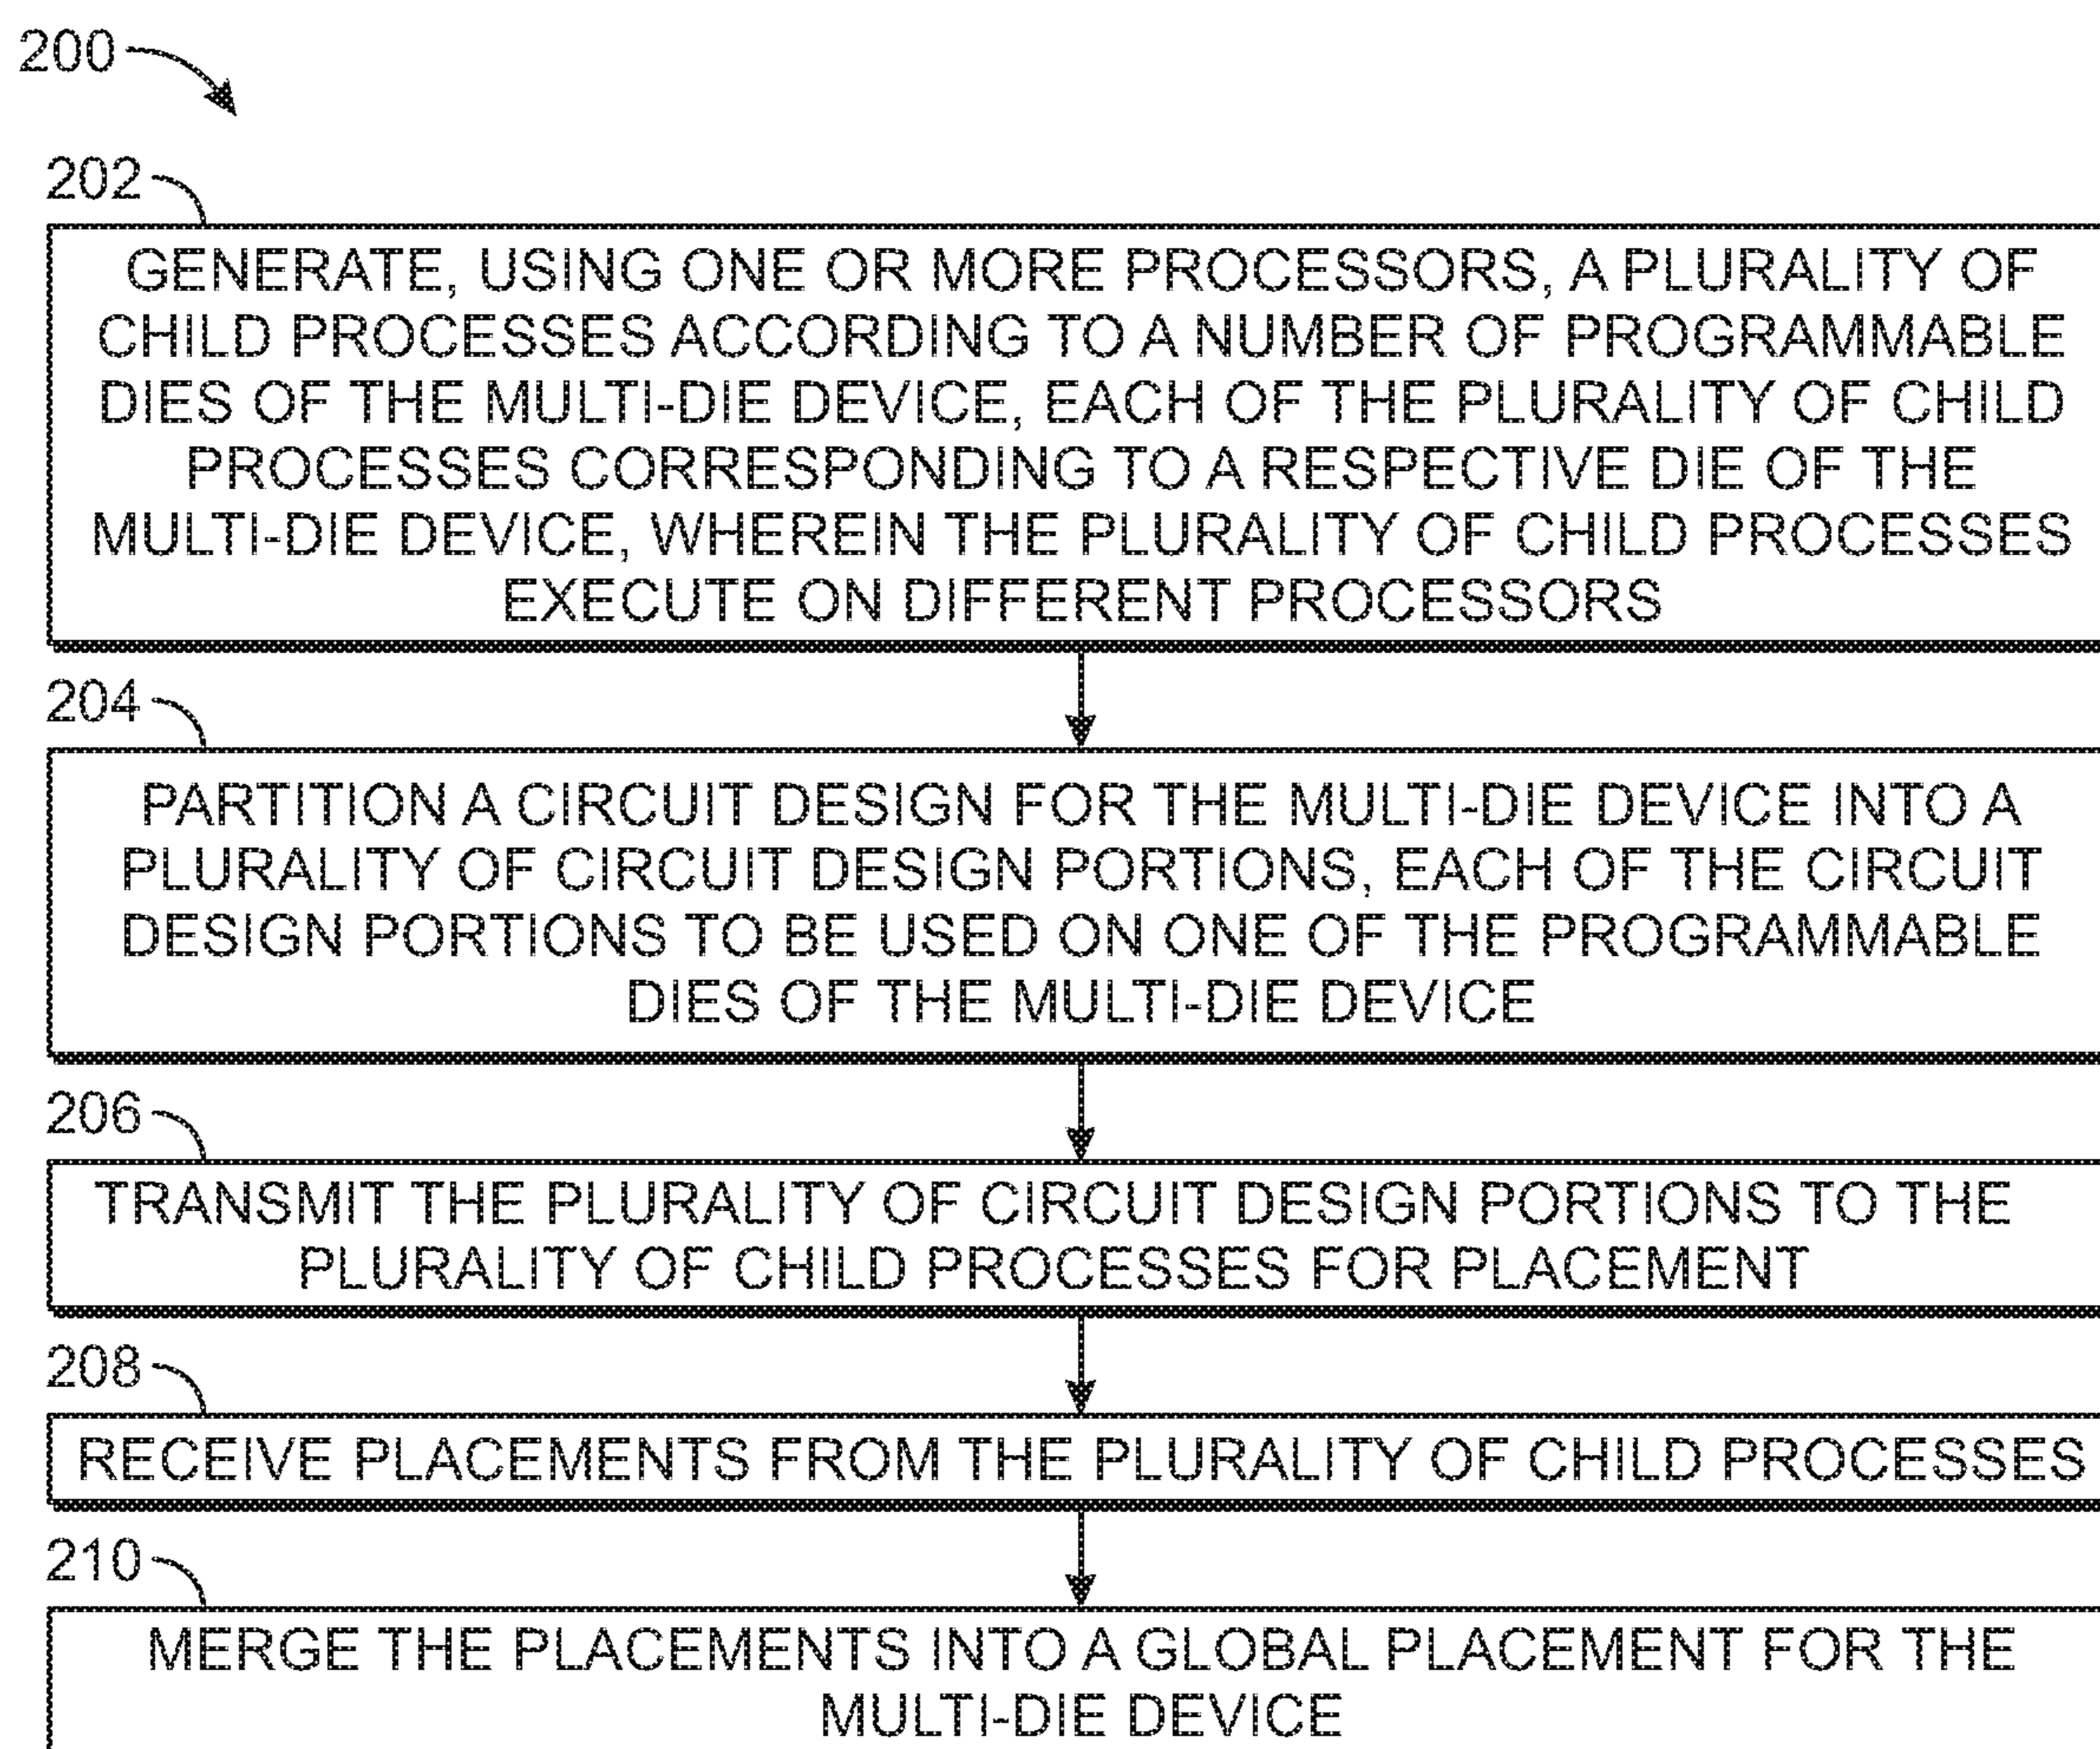 200
202
GENERATE, USING ONE OR MORE PROCESSORS, A PLURALITY OF
CHILD PROCESSES ACCORDING TO A NUMBER OF PROGRAMMABLE
DIES OF THE MULTI-DIE DEVICE, EACH OF THE PLURALITY OF CHILD
PROCESSES CORRESPONDING TO A RESPECTIVE DIE OF THE
MULTI-DIE DEVICE, WHEREIN THE PLURALITY OF CHILD PROCESSES
EXECUTE ON DIFFERENT PROCESSORS
204
PARTITION A CIRCUIT DESIGN FOR THE MULTI-DIE DEVICE INTO A
PLURALITY OF CIRCUIT DESIGN PORTIONS, EACH OF THE CIRCUIT
DESIGN PORTIONS TO BE USED ON ONE OF THE PROGRAMMABLE
DIES OF THE MULTI-DIE DEVICE
206
TRANSMIT THE PLURALITY OF CIRCUIT DESIGN PORTIONS TO THE
PLURALITY OF CHILD PROCESSES FOR PLACEMENT
208
RECEIVE PLACEMENTS FROM THE PLURALITY OF CHILD PROCESSES
210
MERGE THE PLACEMENTS INTO A GLOBAL PLACEMENT FOR THE
MULTI-DIE DEVICE